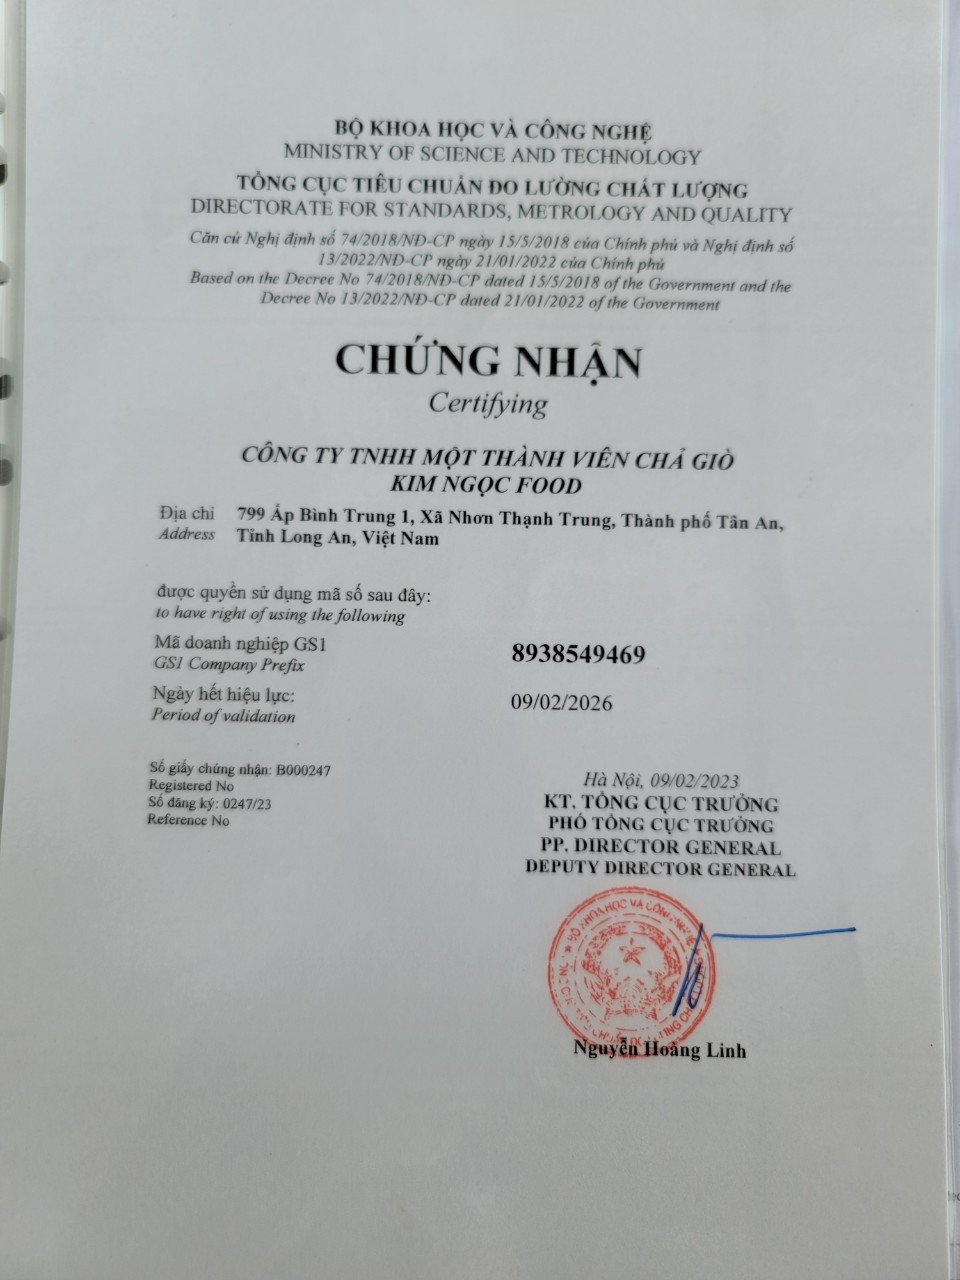 BỘ KHOA HỌC VÀ CÔNG NGHỆ
MINISTRY OF SCIENCE AND TECHNOLOGY
TỔNG CỤC TIÊU CHUẨN ĐO LƯỜNG CHẤT LƯỢNG
DIRECTORATE FOR STANDARDS, METROLOGY AND QUALITY
Căn cứ Nghị định số 74/2018/NĐ-CP ngày 15/5/2018 của Chính phủ và Nghị định số
13/2022/NĐ-CP ngày 21/01/2022 của Chính phủ
Based on the Decree No 74/2018/NĐ-CP dated 15/5/2018 of the Government and the
Decree No 13/2022/NĐ-CP dated 21/01/2022 of the Government
CHỨNG NHẬN
Certifying
CÔNG TY TNHH MỘT THÀNH VIÊN CHẢ GIÒ
KIM NGỌC FOOD
Địa chỉ 799 Ấp Bình Trung 1, Xã Nhơn Thạnh Trung, Thành phố Tân An,
Address Tỉnh Long An, Việt Nam
được quyền sử dụng mã số sau đây:
to have right of using the following
Mã doanh nghiệp GS1 8938549469
GS1 Company Prefix
Ngày hết hiệu lực: 09/02/2026
Period of validation
Số giấy chứng nhận: B000247
Registered No
Số đăng ký: 0247/23
Reference No
Hà Nội, 09/02/2023
KT. TỔNG CỤC TRƯỞNG
PHÓ TỔNG CỤC TRƯỞNG
PP. DIRECTOR GENERAL
DEPUTY DIRECTOR GENERAL
BỘ KHOA HỌC VÀ CÔNG NGHỆ
Nguyễn Hoàng Linh